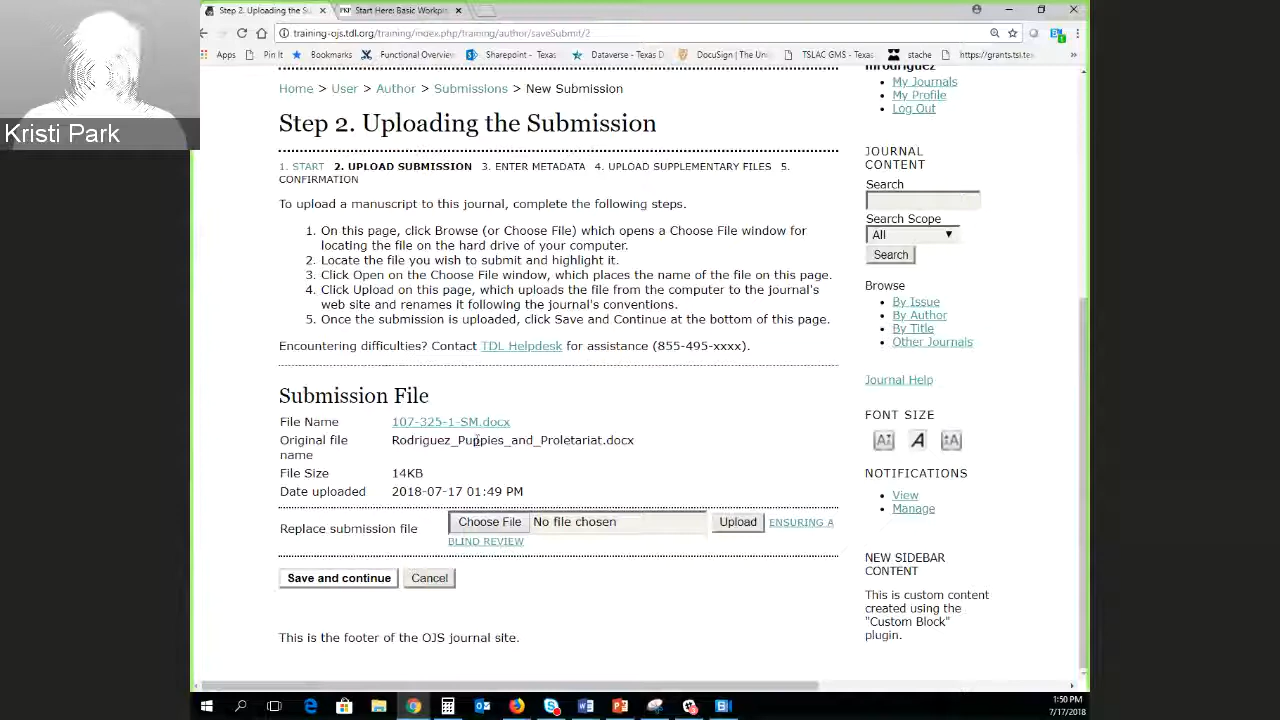 Step 2. Uploading the Su
Start Here: Basic Workpla
training-ojs.tdl.org/training/index.php/training/author/saveSubmit/2
Apps Pin It Bookmarks Functional Overview Sharepoint - Texas Dataverse - Texas D DocuSign | The Uni TSLAC GMS - Texas stache https://grants.tsl.tex
Kristi Park
mrodriguez
My Journals
My Profile
Log Out
Home > User > Author > Submissions > New Submission
Step 2. Uploading the Submission
1. START 2. UPLOAD SUBMISSION 3. ENTER METADATA 4. UPLOAD SUPPLEMENTARY FILES 5.
CONFIRMATION
To upload a manuscript to this journal, complete the following steps.
1. On this page, click Browse (or Choose File) which opens a Choose File window for
locating the file on the hard drive of your computer.
2. Locate the file you wish to submit and highlight it.
3. Click Open on the Choose File window, which places the name of the file on this page.
4. Click Upload on this page, which uploads the file from the computer to the journal's
web site and renames it following the journal's conventions.
5. Once the submission is uploaded, click Save and Continue at the bottom of this page.
Encountering difficulties? Contact TDL Helpdesk for assistance (855-495-xxxx).
Submission File
File Name 107-325-1-SM.docx
Original file Rodriguez_Puppies_and_Proletariat.docx
name
File Size 14KB
Date uploaded 2018-07-17 01:49 PM
Replace submission file Choose File No file chosen Upload ENSURING A
BLIND REVIEW
Save and continue Cancel
This is the footer of the OJS journal site.
JOURNAL
CONTENT
Search
Search Scope
All
Search
Browse
By Issue
By Author
By Title
Other Journals
Journal Help
FONT SIZE
NOTIFICATIONS
View
Manage
NEW SIDEBAR
CONTENT
This is custom content
created using the
"Custom Block"
plugin.
1:50 PM
7/17/2018